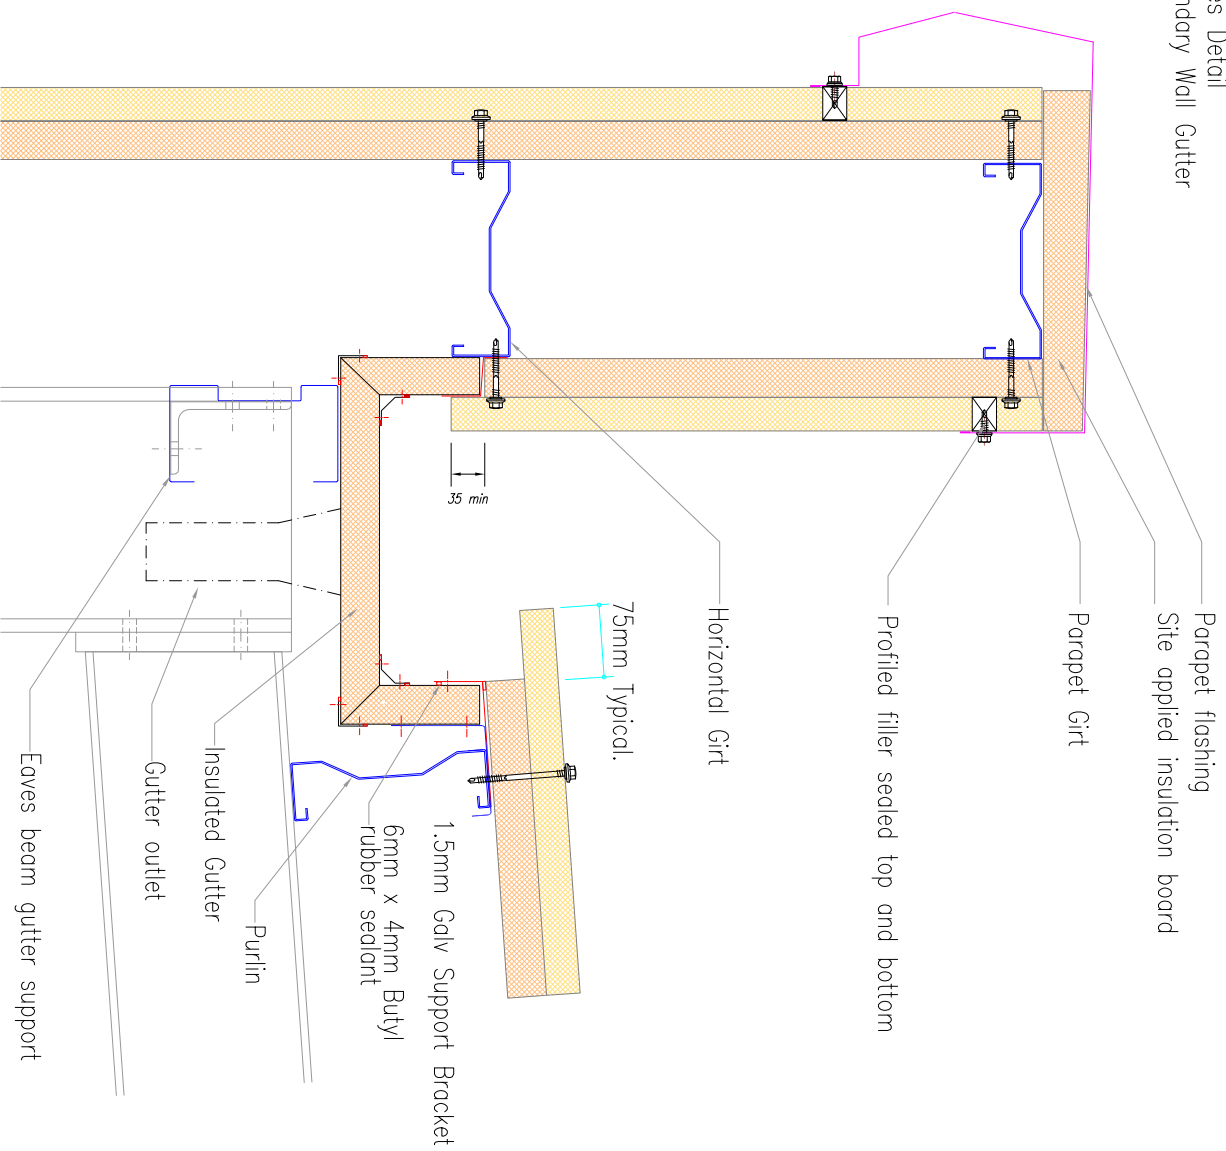 Detail
Wall Gutter
Parapet flashing
Site applied insulation board
Parapet Girt
Profiled filler sealed top and bottom
Horizontal Girt
75mm Typical.
35 min
1.5mm Galv Support Bracket
6mm x 4mm Butyl
rubber sealant
Purlin
Insulated Gutter
Gutter outlet
Eaves beam gutter support